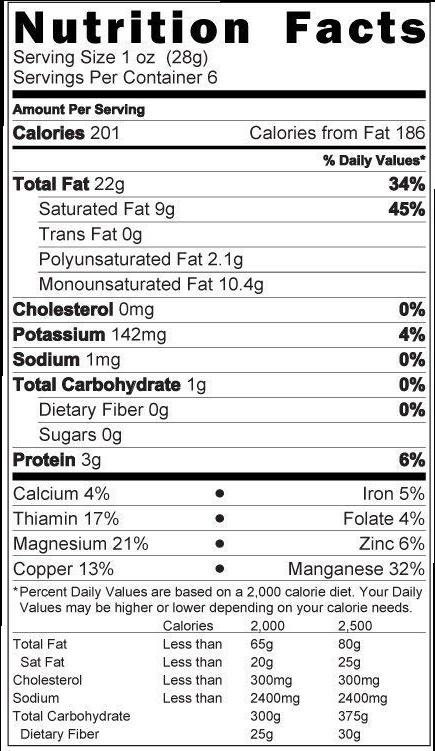 Nutrition Facts
Serving Size 1 oz (28g)
Servings Per Container 6
Amount Per Serving
Calories 201 Calories from Fat 186
% Daily Values*
Total Fat 22g 34%
Saturated Fat 9g 45%
Trans Fat 0g
Polyunsaturated Fat 2.1g
Monounsaturated Fat 10.4g
Cholesterol 0mg 0%
Potassium 142mg 4%
Sodium 1mg 0%
Total Carbohydrate 1g 0%
Dietary Fiber 0g 0%
Sugars 0g
Protein 3g 6%
Calcium 4% ● Iron 5%
Thiamin 17% ● Folate 4%
Magnesium 21% ● Zinc 6%
Copper 13% ● Manganese 32%
*Percent Daily Values are based on a 2,000 calorie diet. Your Daily
Values may be higher or lower depending on your calorie needs.
Calories 2,000 2,500
Total Fat Less than 65g 80g
Sat Fat Less than 20g 25g
Cholesterol Less than 300mg 300mg
Sodium Less than 2400mg 2400mg
Total Carbohydrate 300g 375g
Dietary Fiber 25g 30g